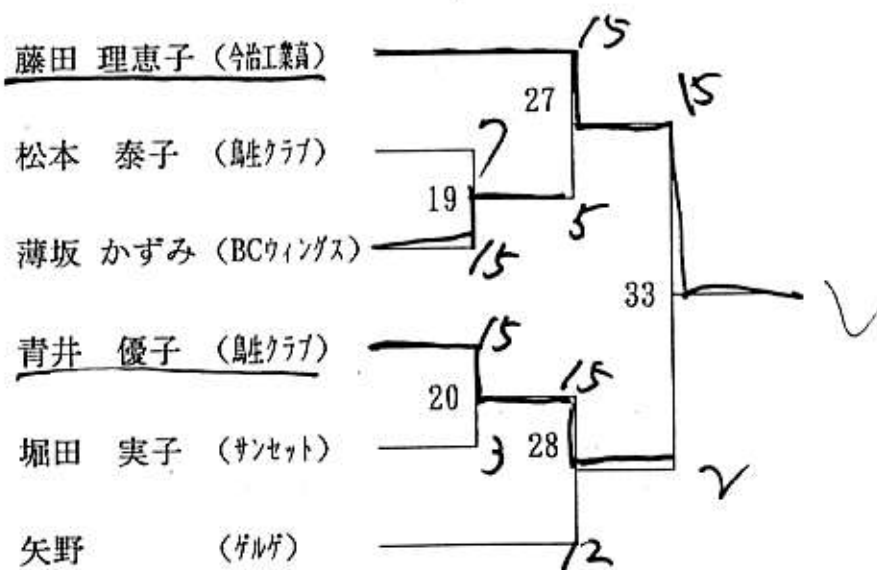 15
藤田 理恵子 (今治工業高)
27
15
松本 泰子 (鳥生クラブ)
7
19
5
薄坂 かずみ (BCウィングス)
15
33
青井 優子 (鳥生クラブ)
15
15
20
堀田 実子 (サンセット)
3
28
2
矢野 (ゲルゲ)
12